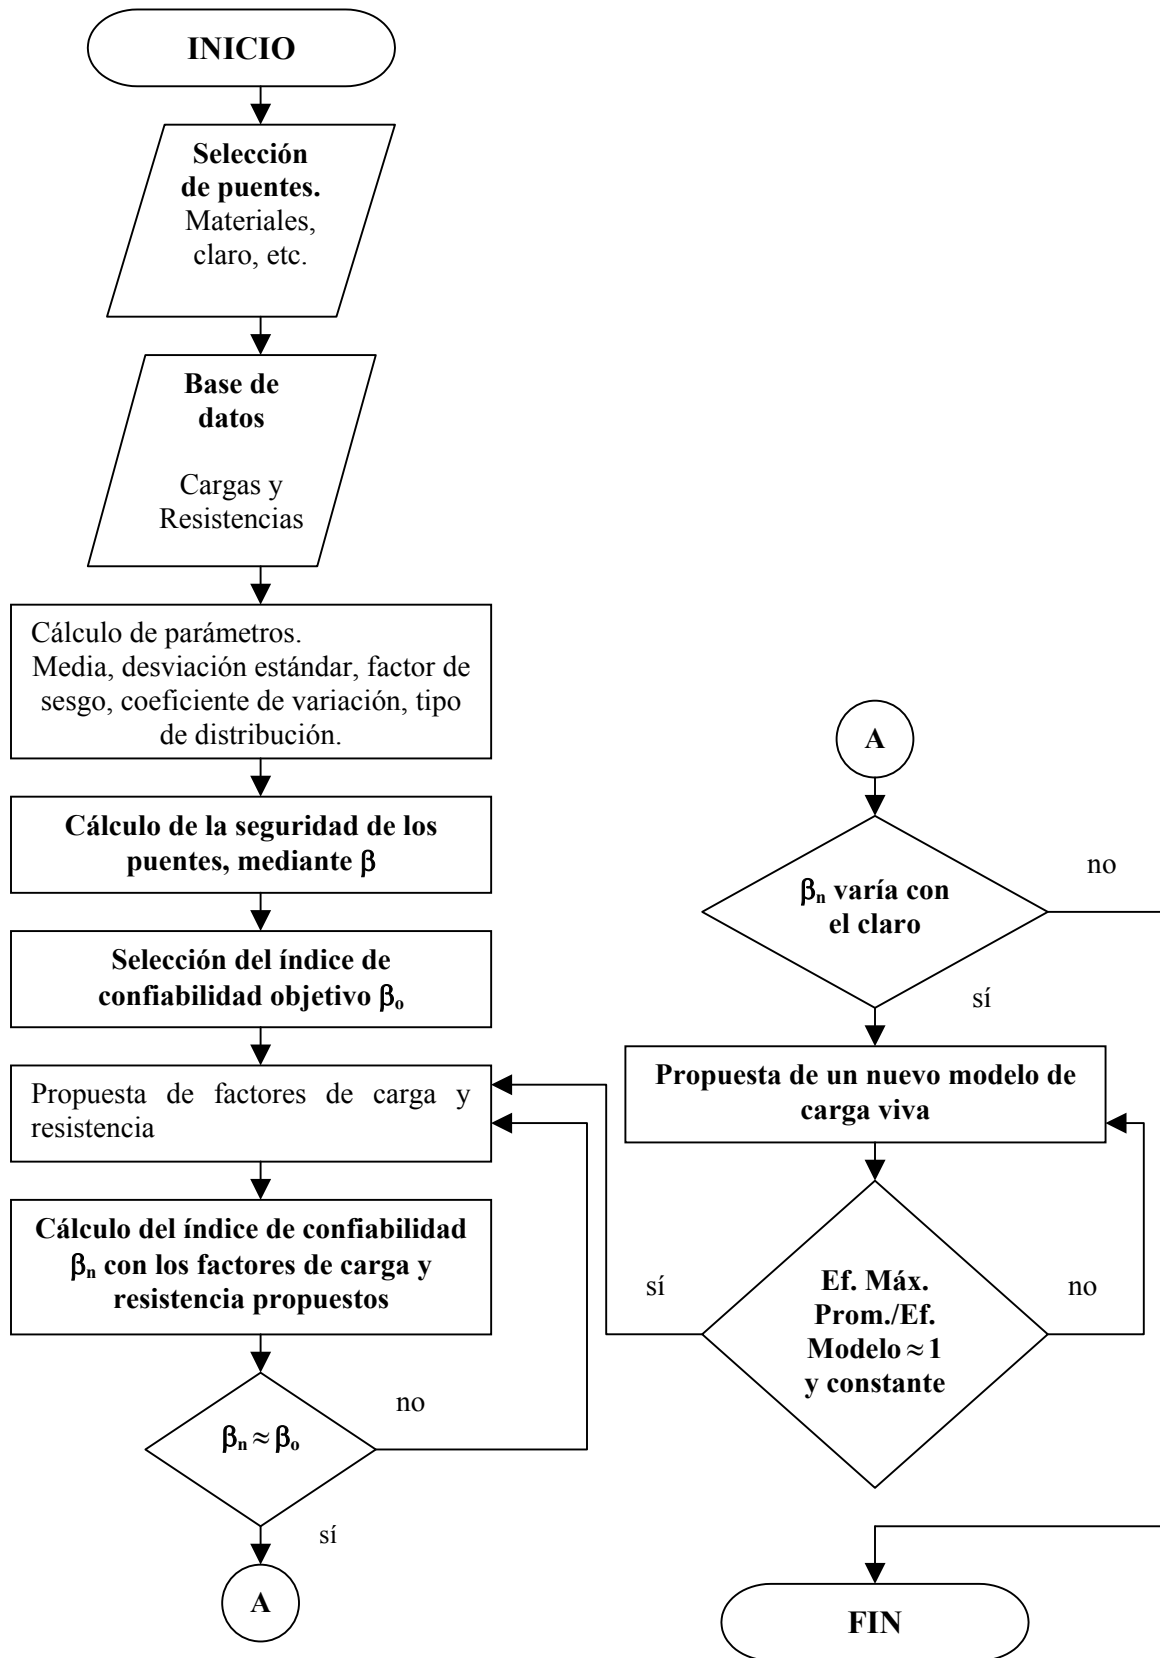 INICIO
Selección
de puentes.
Materiales,
claro, etc.
Base de
datos
Cargas y
Resistencias
Cálculo de parámetros.
Media, desviación estándar, factor de
sesgo, coeficiente de variación, tipo
de distribución.
Cálculo de la seguridad de los
puentes, mediante β
Selección del índice de
confiabilidad objetivo βₒ
Propuesta de factores de carga y
resistencia
Cálculo del índice de confiabilidad
βₙ con los factores de carga y
resistencia propuestos
no
βₙ ≈ βₒ
sí
A
A
no
βₙ varía con
el claro
sí
Propuesta de un nuevo modelo de
carga viva
sí
Ef. Máx.
Prom./Ef.
Modelo ≈ 1
y constante
no
FIN